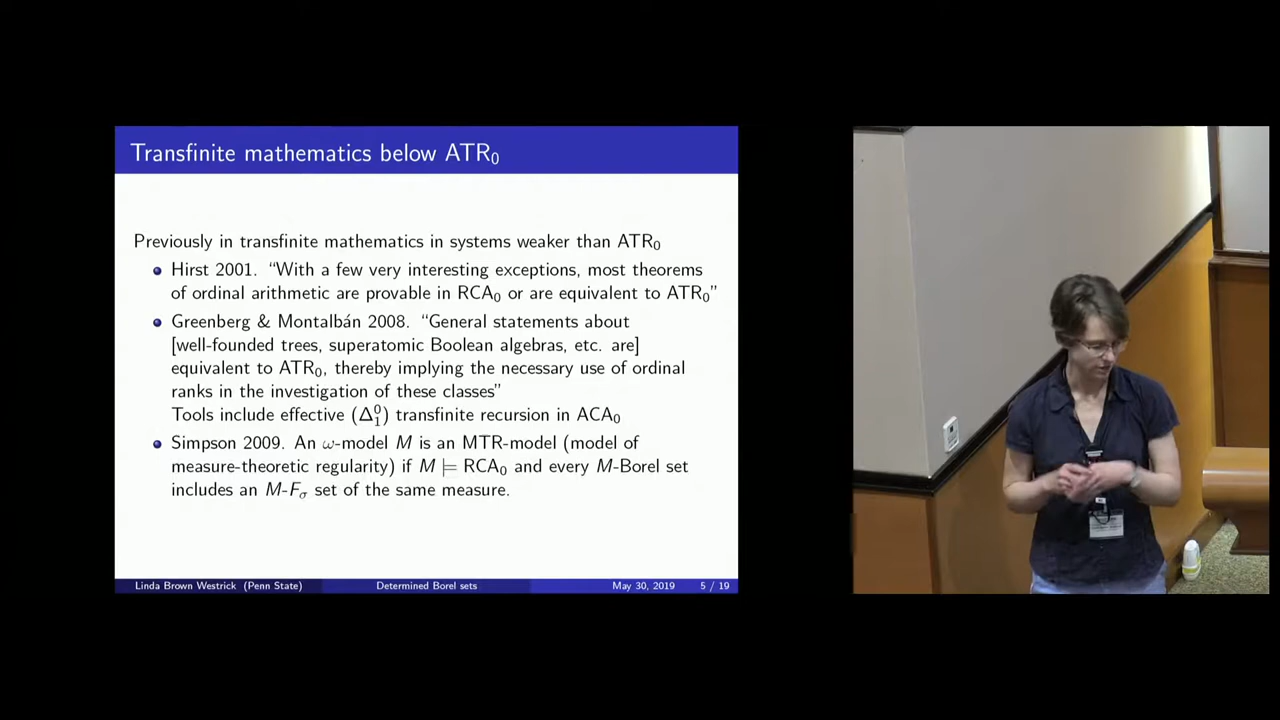 Transfinite mathematics below ATR₀
Previously in transfinite mathematics in systems weaker than ATR₀
Hirst 2001. “With a few very interesting exceptions, most theorems
of ordinal arithmetic are provable in RCA₀ or are equivalent to ATR₀”
Greenberg & Montalbán 2008. “General statements about
[well-founded trees, superatomic Boolean algebras, etc. are]
equivalent to ATR₀, thereby implying the necessary use of ordinal
ranks in the investigation of these classes”
Tools include effective (Δ⁰₁) transfinite recursion in ACA₀
Simpson 2009. An ω-model M is an MTR-model (model of
measure-theoretic regularity) if M ⊨ RCA₀ and every M-Borel set
includes an M-Fσ set of the same measure.
Linda Brown Westrick (Penn State) Determined Borel sets May 30, 2019 5 / 19